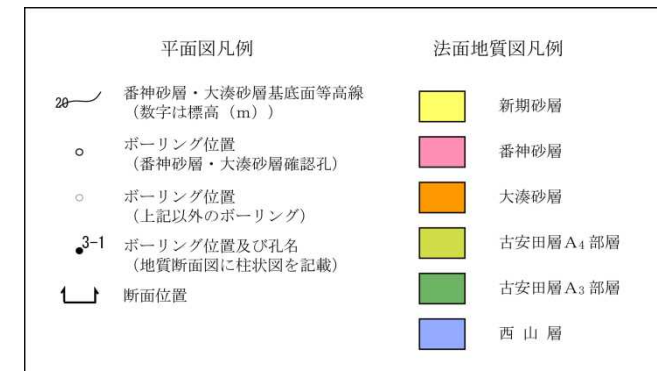 平面図凡例
20 番神砂層・大湊砂層基底面等高線
（数字は標高（m））
ボーリング位置
（番神砂層・大湊砂層確認孔）
ボーリング位置
（上記以外のボーリング）
3-1 ボーリング位置及び孔名
（地質断面図に柱状図を記載）
断面位置
法面地質図凡例
新期砂層
番神砂層
大湊砂層
古安田層A₄部層
古安田層A₃部層
西山層